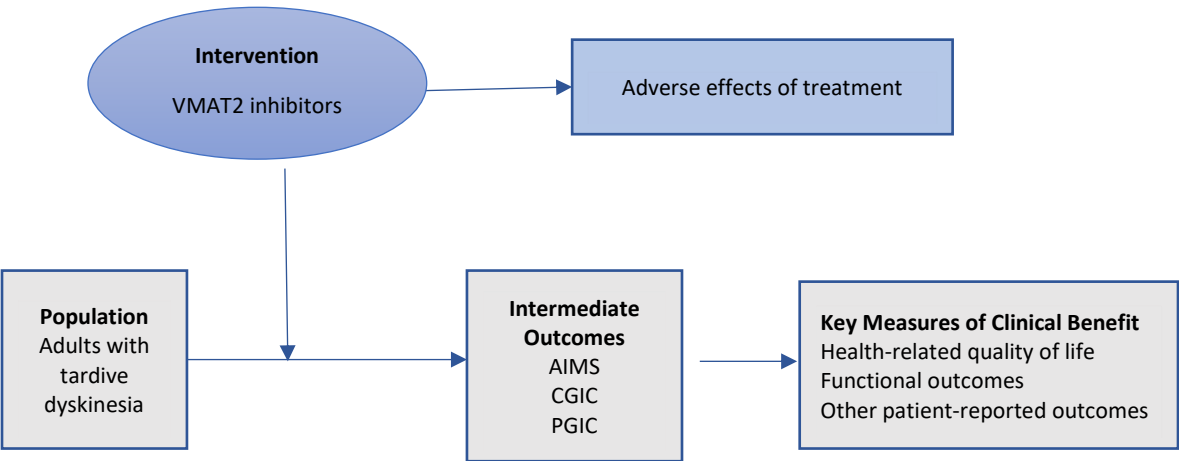 Intervention
VMAT2 inhibitors
Adverse effects of treatment
Population
Adults with
tardive
dyskinesia
Intermediate
Outcomes
AIMS
CGIC
PGIC
Key Measures of Clinical Benefit
Health-related quality of life
Functional outcomes
Other patient-reported outcomes